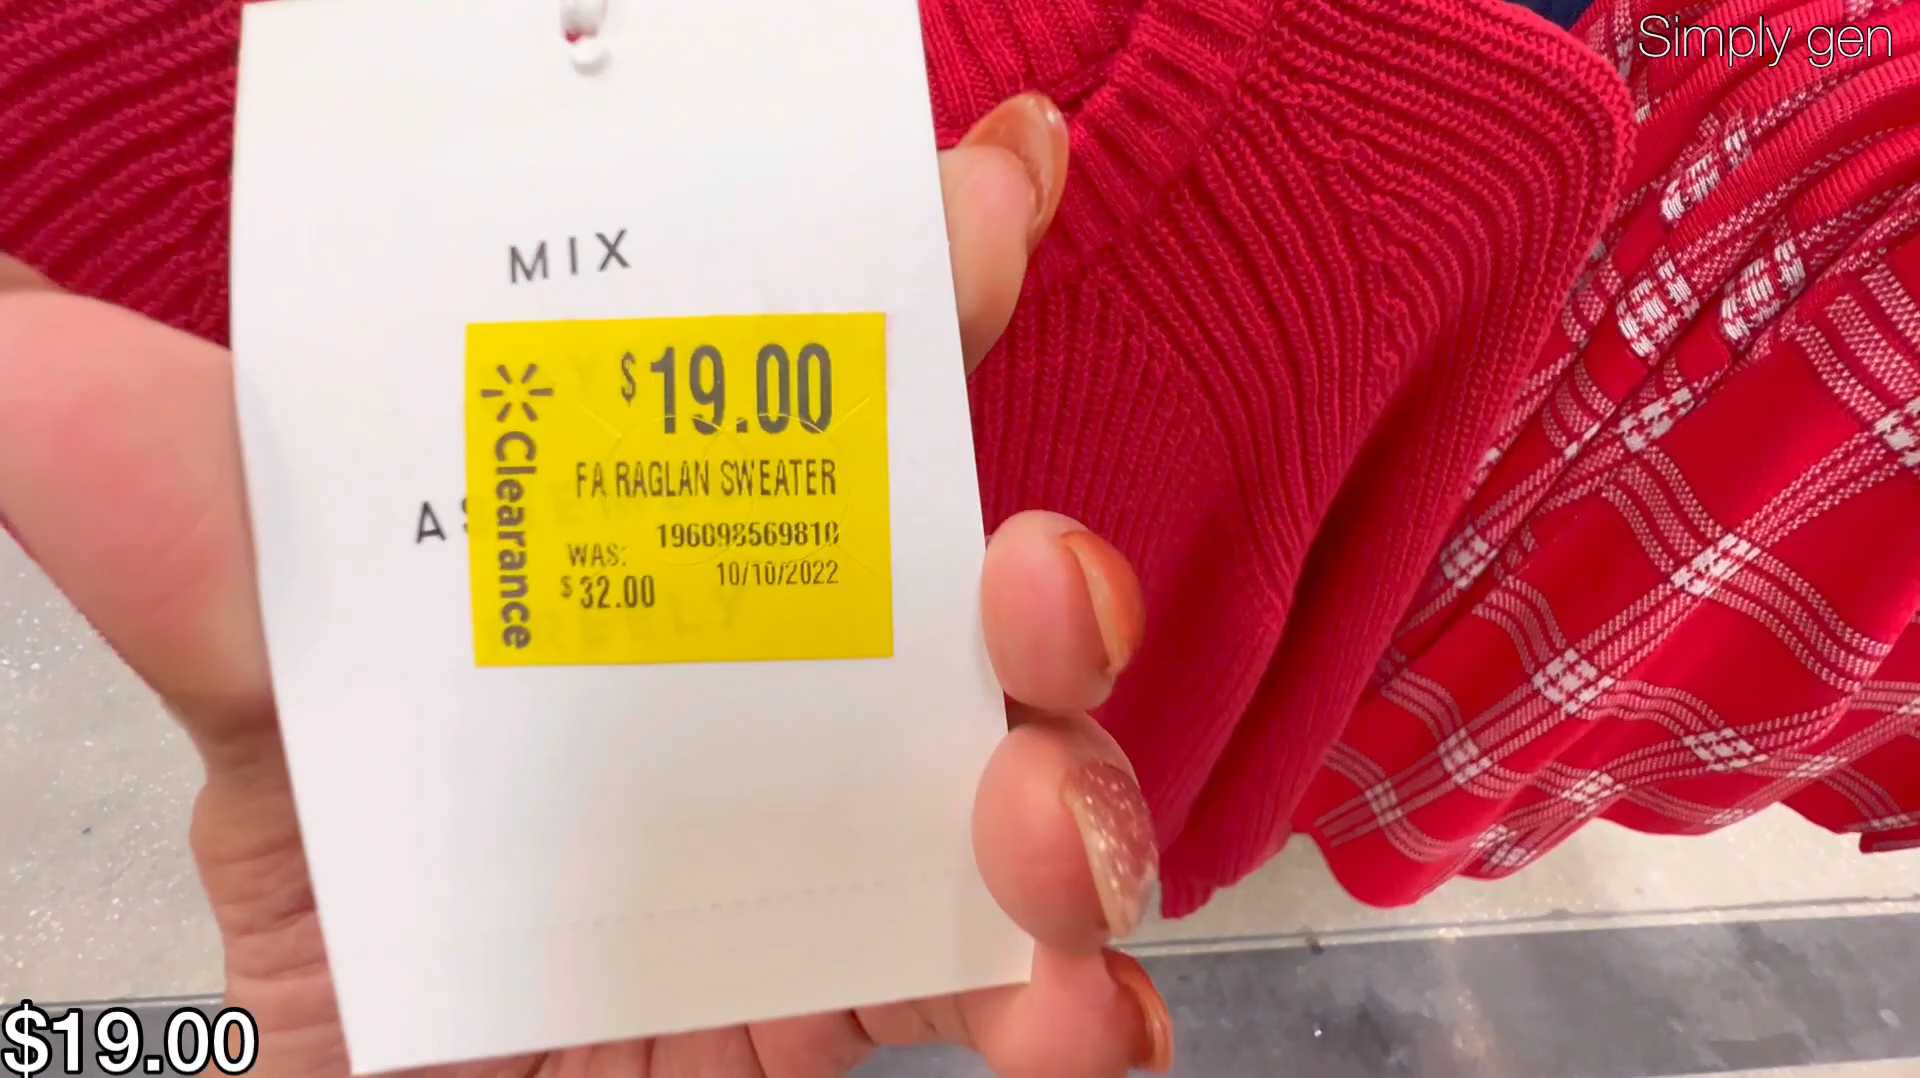 Simply gen
MIX
$19.00
Clearance
FA RAGLAN SWEATER
196098569810
WAS:
10/10/2022
$32.00
$19.00